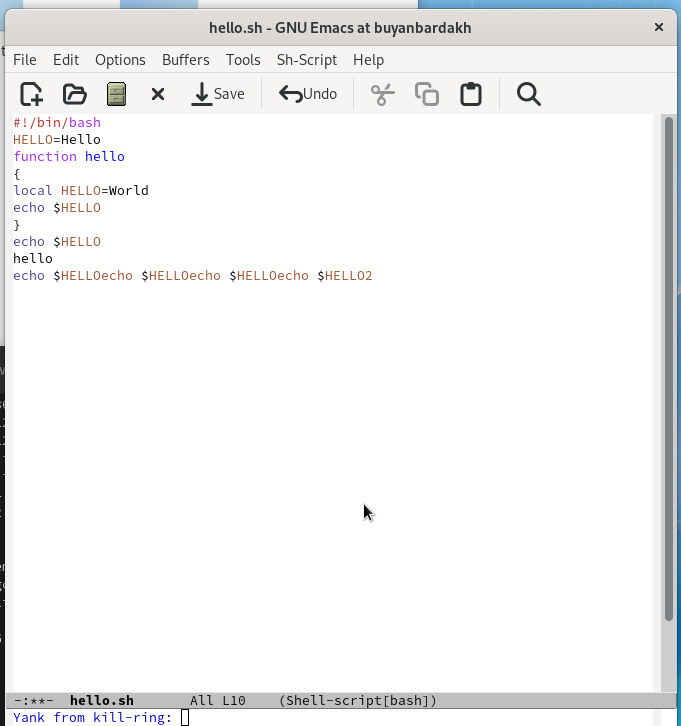 hello.sh - GNU Emacs at buyanbardakh
File Edit Options Buffers Tools Sh-Script Help
Save Undo
#!/bin/bash
HELLO=Hello
function hello
{
local HELLO=World
echo $HELLO
}
echo $HELLO
hello
echo $HELLOecho $HELLOecho $HELLOecho $HELLO2
-:**- hello.sh All L10 (Shell-script[bash])
Yank from kill-ring: